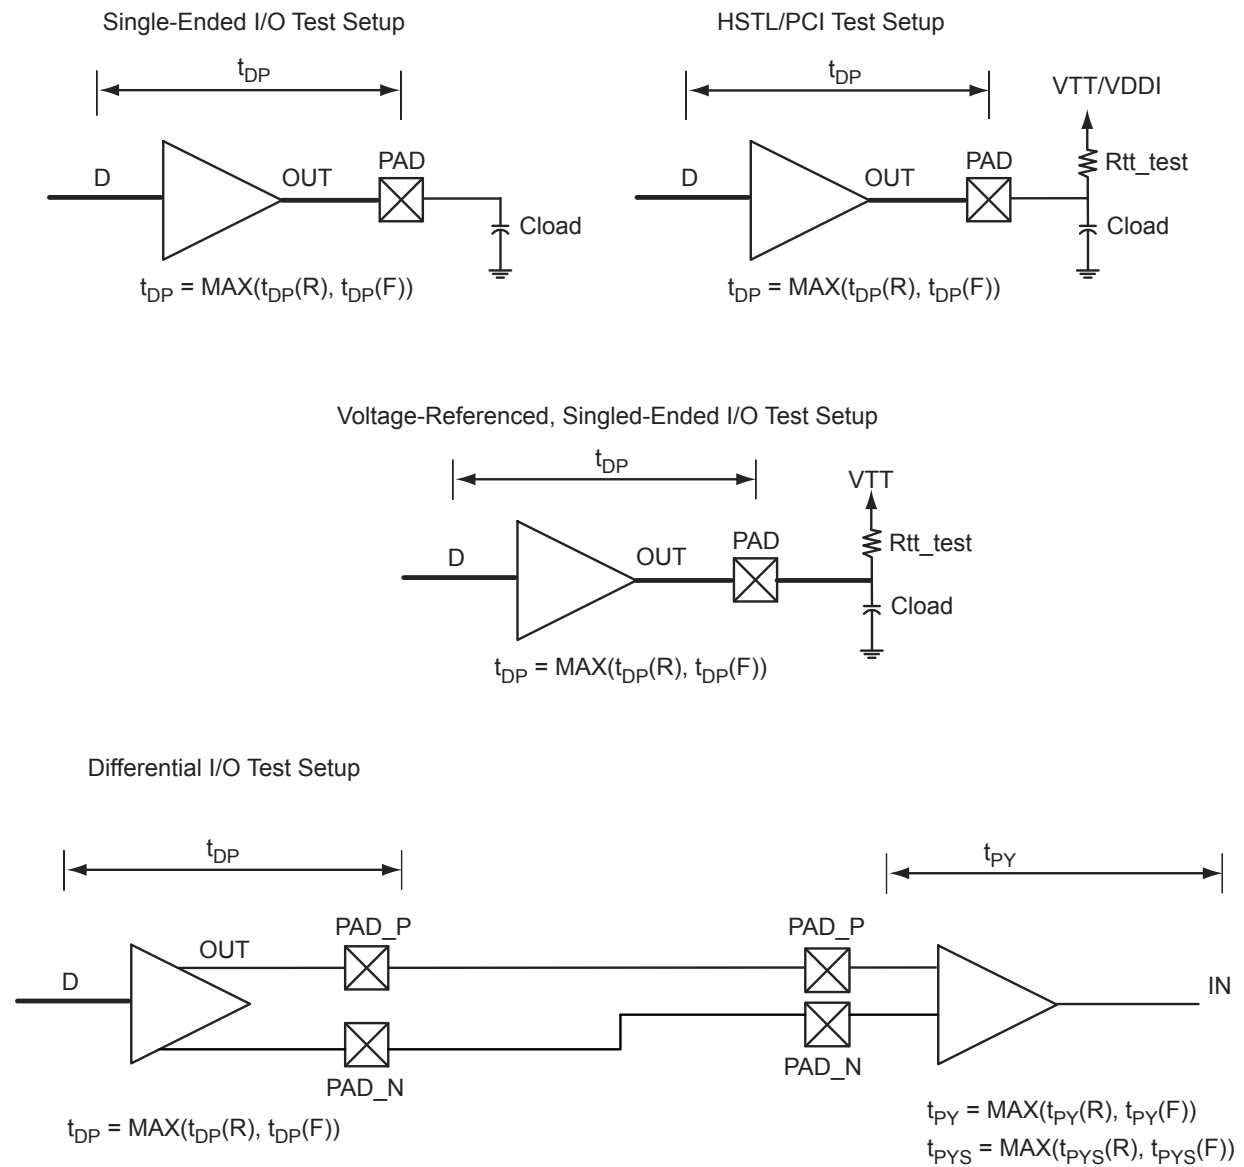 Single-Ended I/O Test Setup
tDP
D
OUT
PAD
Cload
tDP = MAX(tDP(R), tDP(F))
HSTL/PCI Test Setup
tDP
VTT/VDDI
D
OUT
PAD
Rtt_test
Cload
tDP = MAX(tDP(R), tDP(F))
Voltage-Referenced, Singled-Ended I/O Test Setup
tDP
VTT
D
OUT
PAD
Rtt_test
Cload
tDP = MAX(tDP(R), tDP(F))
Differential I/O Test Setup
tDP
tPY
D
OUT
PAD_P
PAD_N
PAD_P
PAD_N
IN
tDP = MAX(tDP(R), tDP(F))
tPY = MAX(tPY(R), tPY(F))
tPYS = MAX(tPYS(R), tPYS(F))